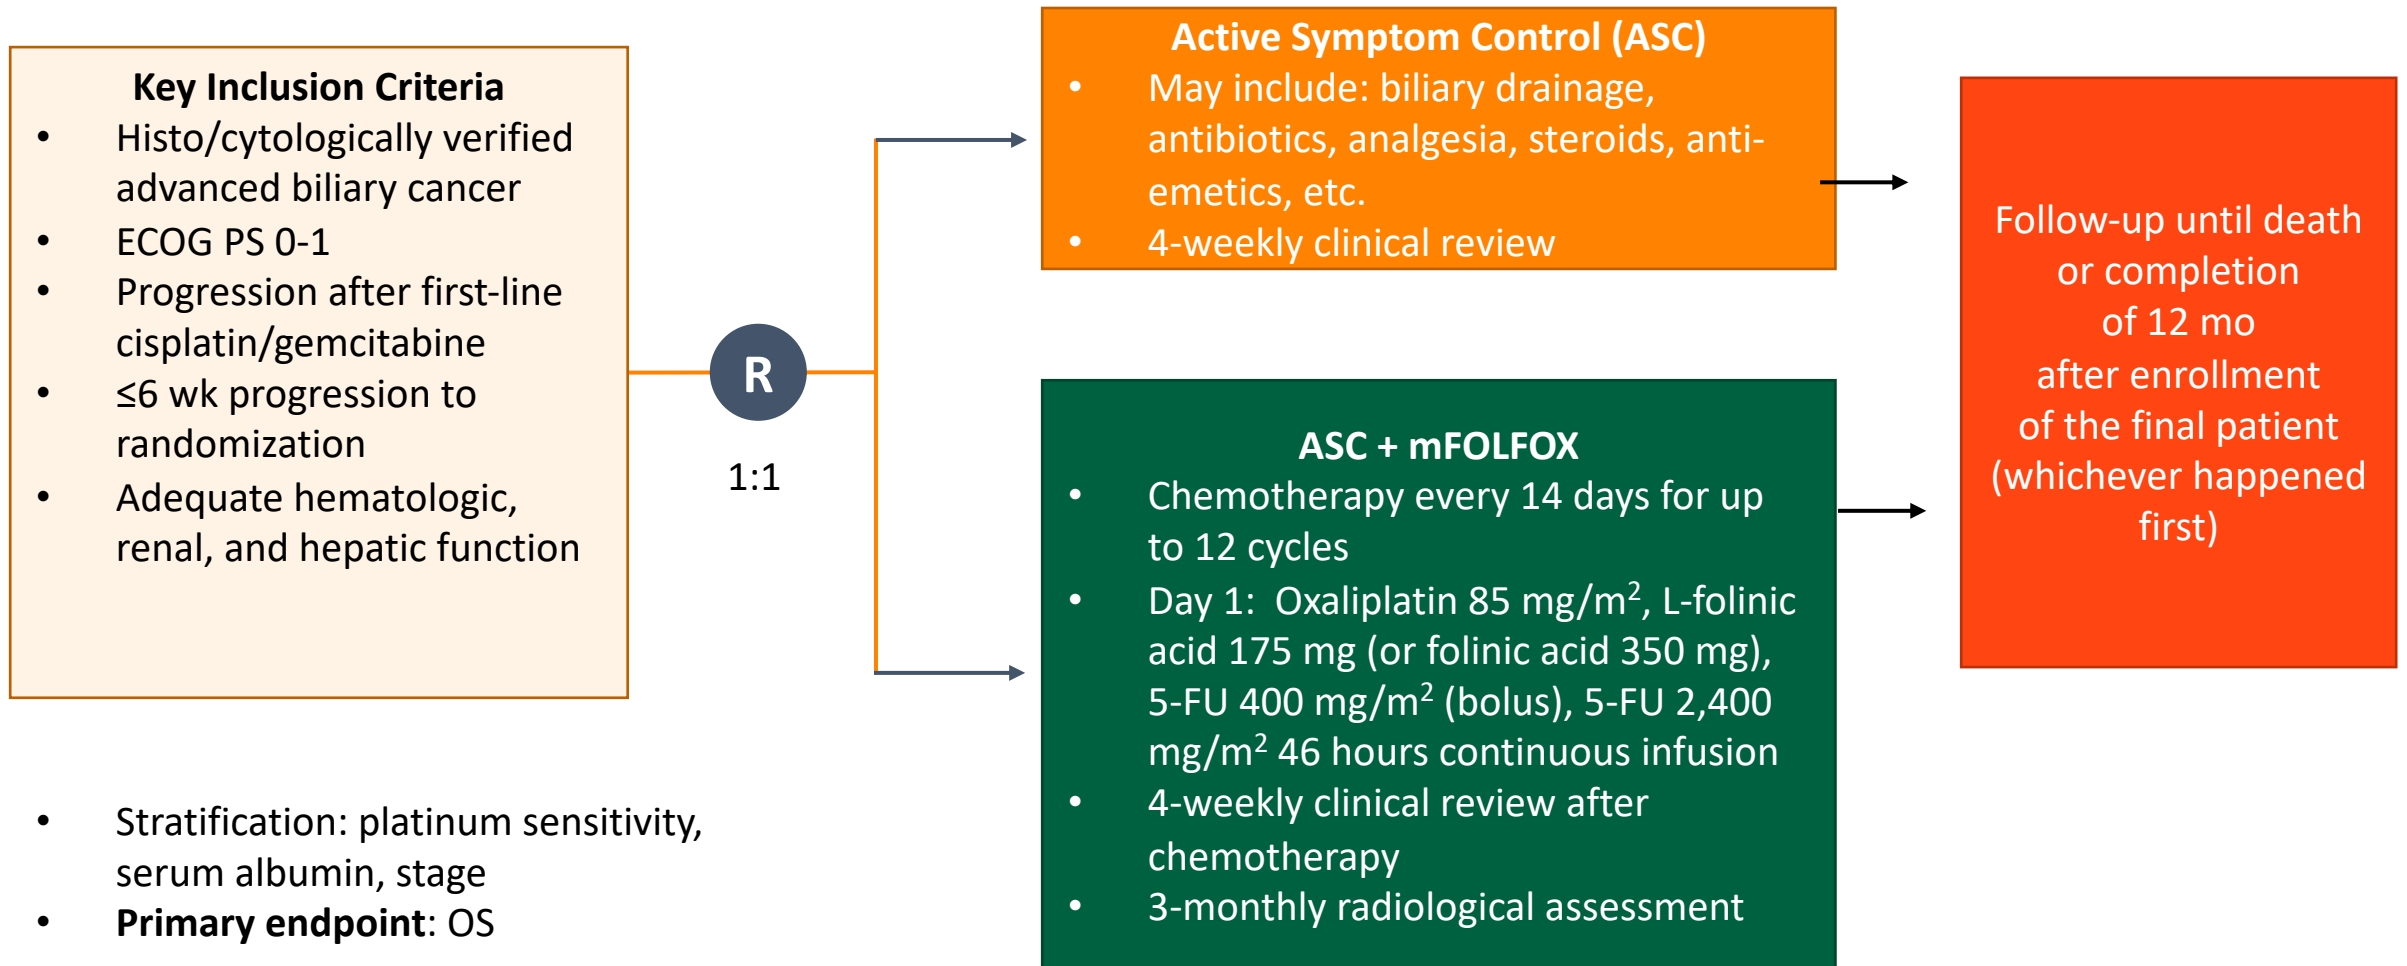 Key Inclusion Criteria
• Histo/cytologically verified
advanced biliary cancer
• ECOG PS 0-1
• Progression after first-line
cisplatin/gemcitabine
• ≤6 wk progression to
randomization
• Adequate hematologic,
renal, and hepatic function
• Stratification: platinum sensitivity,
serum albumin, stage
• Primary endpoint: OS
R
1:1
Active Symptom Control (ASC)
• May include: biliary drainage,
antibiotics, analgesia, steroids, anti-
emetics, etc.
• 4-weekly clinical review
ASC + mFOLFOX
• Chemotherapy every 14 days for up
to 12 cycles
• Day 1:  Oxaliplatin 85 mg/m², L-folinic
acid 175 mg (or folinic acid 350 mg),
5-FU 400 mg/m² (bolus), 5-FU 2,400
mg/m² 46 hours continuous infusion
• 4-weekly clinical review after
chemotherapy
• 3-monthly radiological assessment
Follow-up until death
or completion
of 12 mo
after enrollment
of the final patient
(whichever happened
first)